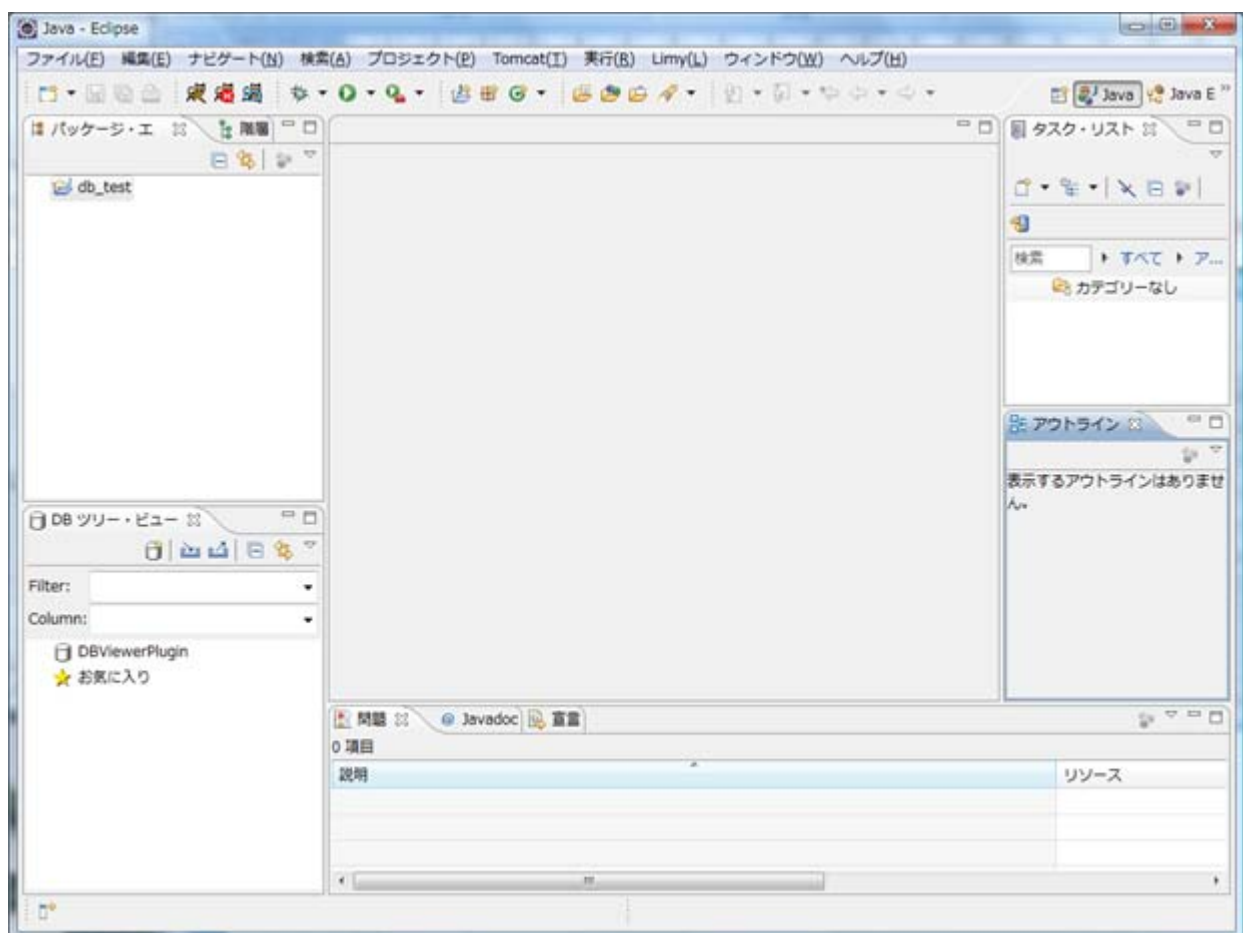 Java - Eclipse
ファイル(F) 編集(E) ナビゲート(N) 検索(A) プロジェクト(P) Tomcat(T) 実行(R) Limy(L) ウィンドウ(W) ヘルプ(H)
Java Java E
パッケージ・エ 階層
db_test
タスク・リスト
検索 すべて ア...
カテゴリーなし
アウトライン
表示するアウトラインはありませ
ん。
DB ツリー・ビュー
Filter:
Column:
DBViewerPlugin
お気に入り
問題 Javadoc 宣言
0 項目
説明 リソース